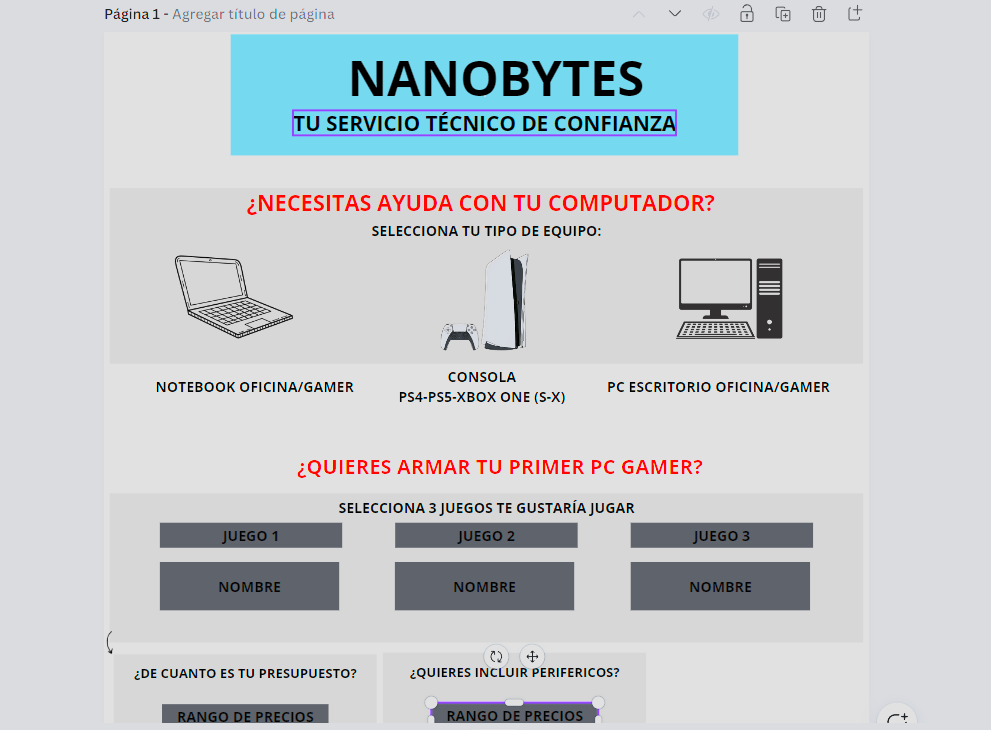 Página 1 - Agregar título de página
NANOBYTES
TU SERVICIO TÉCNICO DE CONFIANZA
¿NECESITAS AYUDA CON TU COMPUTADOR?
SELECCIONA TU TIPO DE EQUIPO:
NOTEBOOK OFICINA/GAMER
CONSOLA
PS4-PS5-XBOX ONE (S-X)
PC ESCRITORIO OFICINA/GAMER
¿QUIERES ARMAR TU PRIMER PC GAMER?
SELECCIONA 3 JUEGOS TE GUSTARÍA JUGAR
JUEGO 1
JUEGO 2
JUEGO 3
NOMBRE
NOMBRE
NOMBRE
¿DE CUANTO ES TU PRESUPUESTO?
¿QUIERES INCLUIR PERIFERICOS?
RANGO DE PRECIOS
RANGO DE PRECIOS